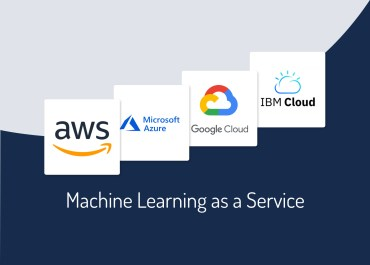 aws
Microsoft
Azure
Google Cloud
IBM Cloud
Machine Learning as a Service